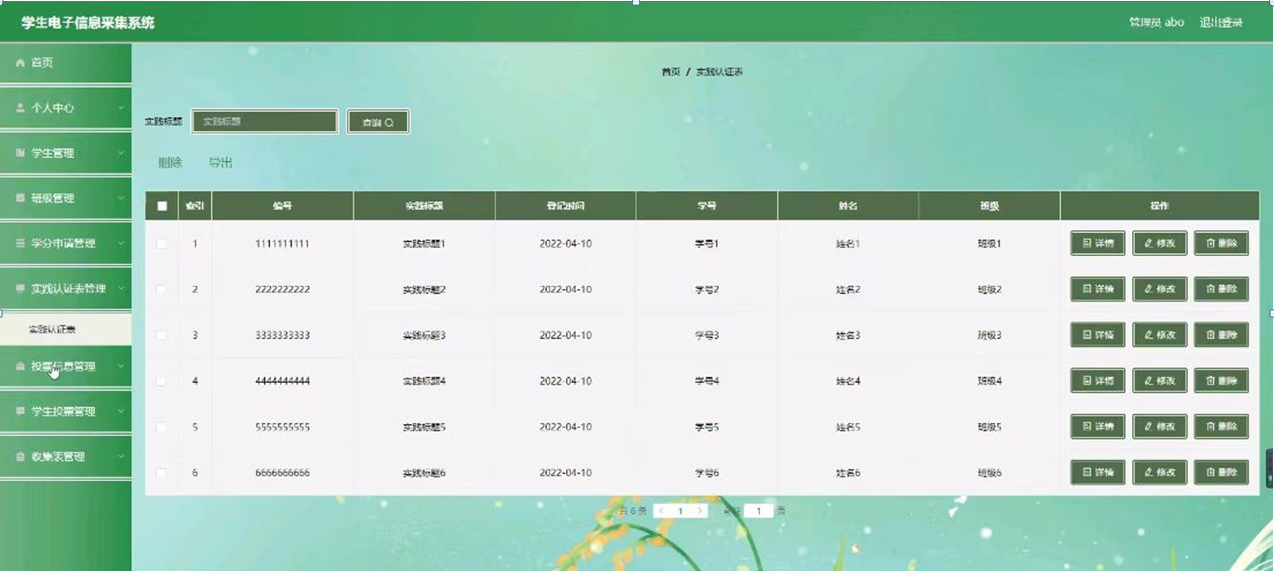 学生电子信息采集系统
管理员 abo 退出登录
首页
个人中心
学生管理
班级管理
学分申请管理
实践认证表管理
实践认证表
投票信息管理
学生投票管理
收集表管理
首页 / 实践认证表
实践标题 实践标题 查询
删除 导出
索引 编号 实践标题 登记时间 学号 姓名 班级 操作
1 1111111111 实践标题1 2022-04-10 学号1 姓名1 班级1 详情 修改 删除
2 2222222222 实践标题2 2022-04-10 学号2 姓名2 班级2 详情 修改 删除
3 3333333333 实践标题3 2022-04-10 学号3 姓名3 班级3 详情 修改 删除
4 4444444444 实践标题4 2022-04-10 学号4 姓名4 班级4 详情 修改 删除
5 5555555555 实践标题5 2022-04-10 学号5 姓名5 班级5 详情 修改 删除
6 6666666666 实践标题6 2022-04-10 学号6 姓名6 班级6 详情 修改 删除
共 6 条 1 前往 1 页